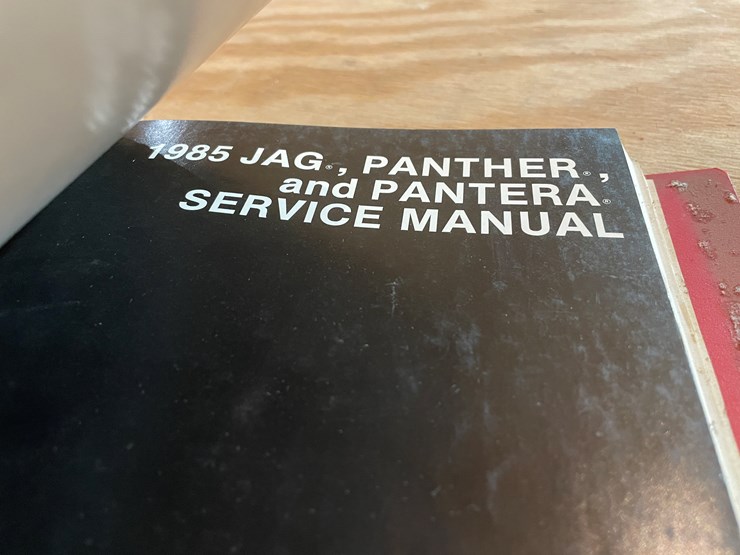 1985 JAG®, PANTHER®,
and PANTERA®
SERVICE MANUAL